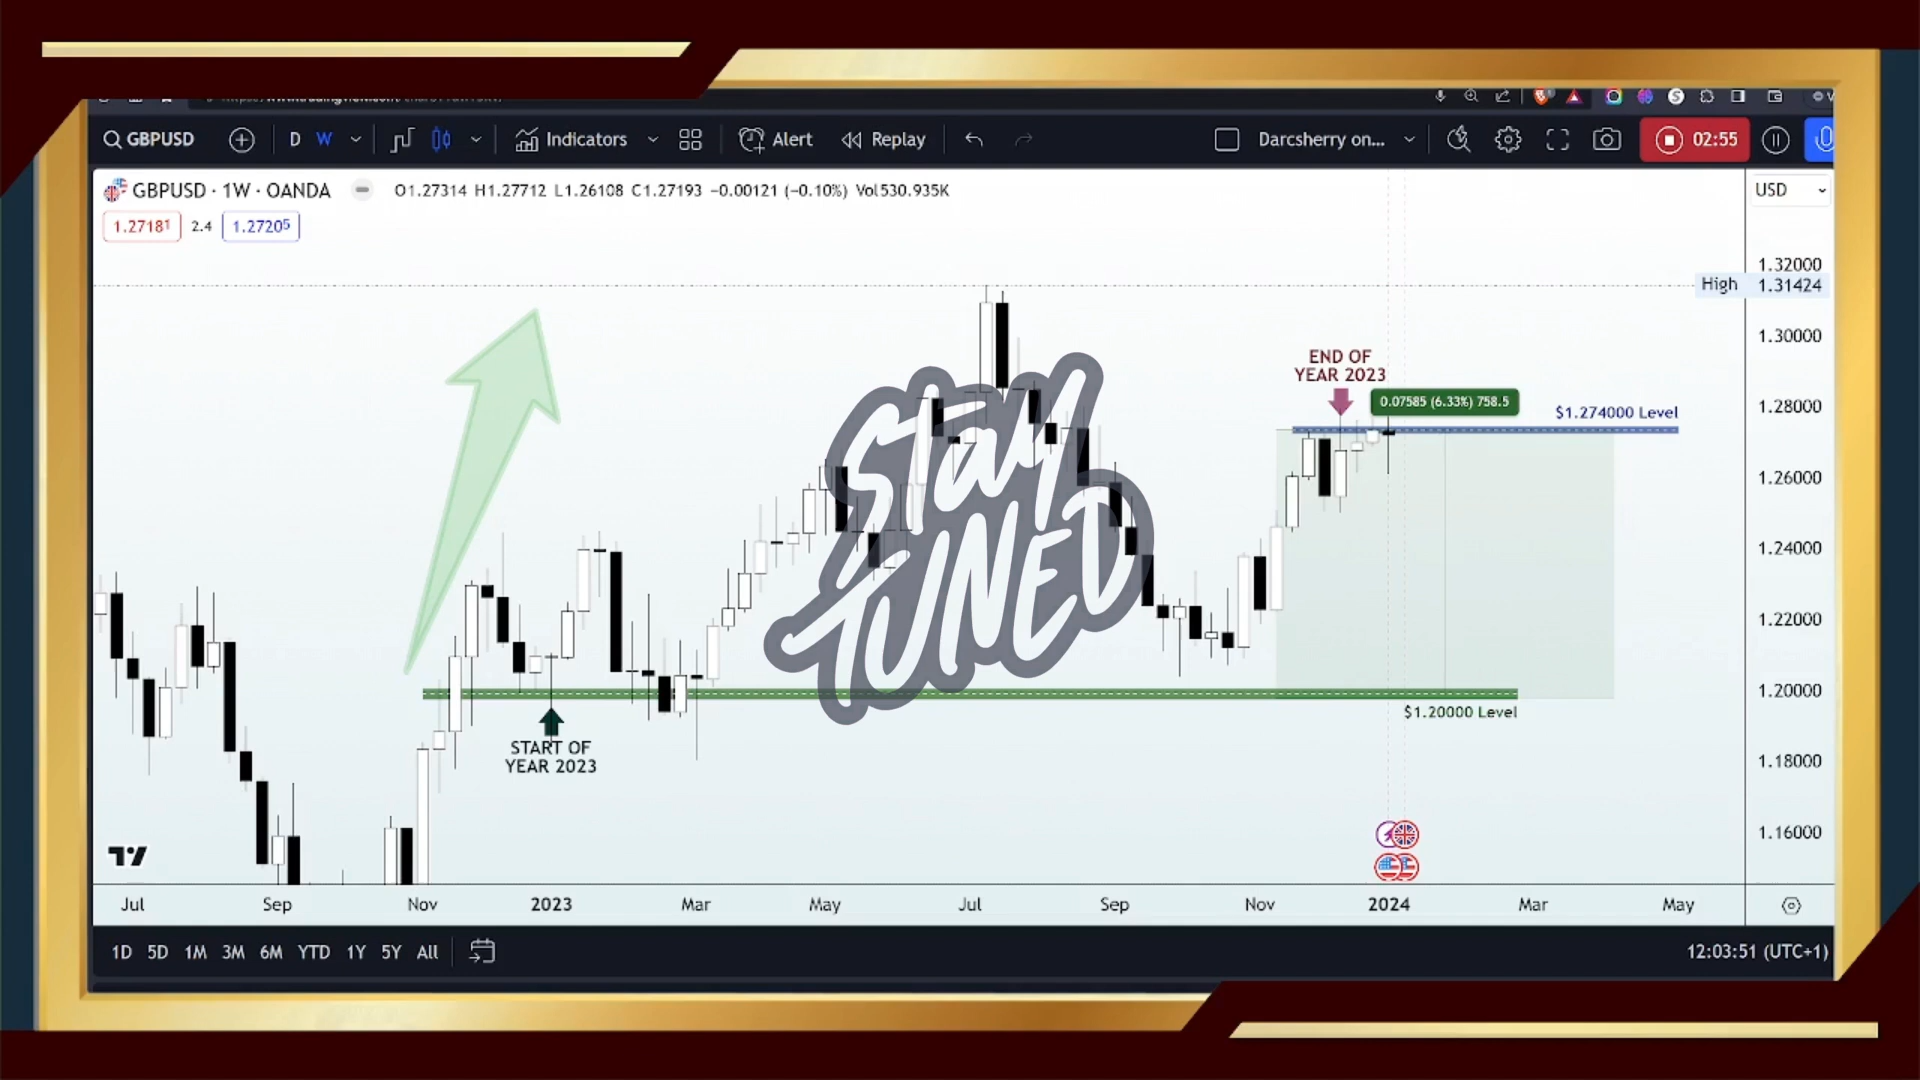 GBPUSD
D W
Indicators
Alert
Replay
Darcsherry on...
02:55
GBPUSD · 1W · OANDA
O1.27314 H1.27712 L1.26108 C1.27193 −0.00121 (−0.10%) Vol530.935K
USD
1.27181 2.4 1.27205
1.32000
High 1.31424
1.30000
END OF
YEAR 2023
0.07585 (6.33%) 758.5
$1.274000 Level
1.28000
Stay
TUNED
1.26000
1.24000
1.22000
1.20000
$1.20000 Level
START OF
YEAR 2023
1.18000
1.16000
Jul Sep Nov 2023 Mar May Jul Sep Nov 2024 Mar May
1D 5D 1M 3M 6M YTD 1Y 5Y All
12:03:51 (UTC+1)